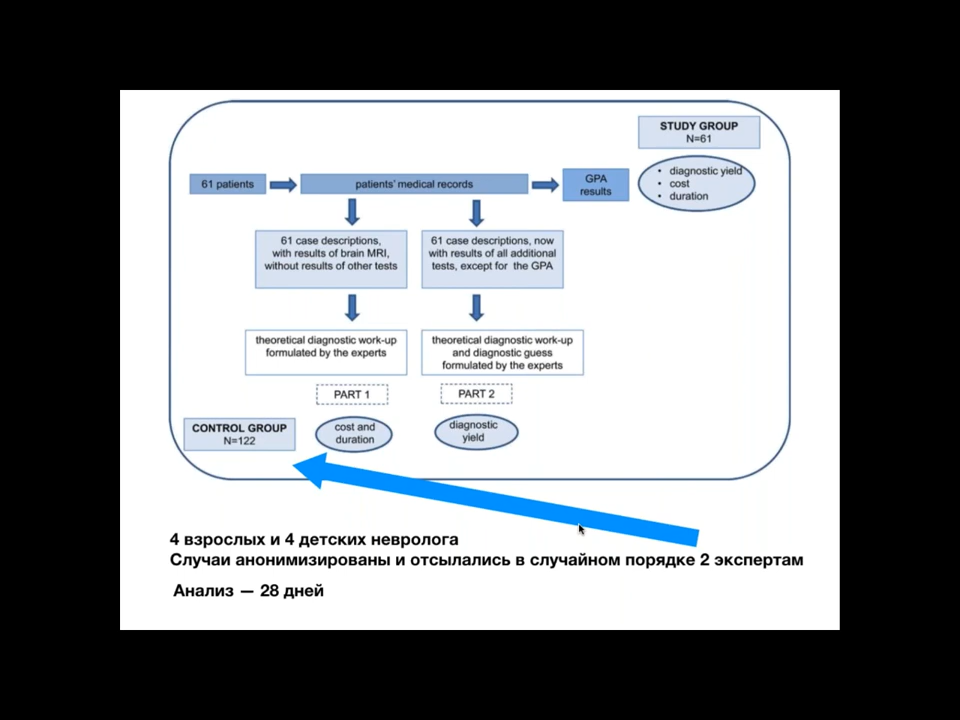 STUDY GROUP
N=61
• diagnostic yield
• cost
• duration
61 patients
patients' medical records
GPA
results
61 case descriptions,
with results of brain MRI,
without results of other tests
61 case descriptions, now
with results of all additional
tests, except for the GPA
theoretical diagnostic work-up
formulated by the experts
theoretical diagnostic work-up
and diagnostic guess
formulated by the experts
PART 1
PART 2
CONTROL GROUP
N=122
cost and
duration
diagnostic
yield
4 взрослых и 4 детских невролога
Случаи анонимизированы и отсылались в случайном порядке 2 экспертам
Анализ — 28 дней